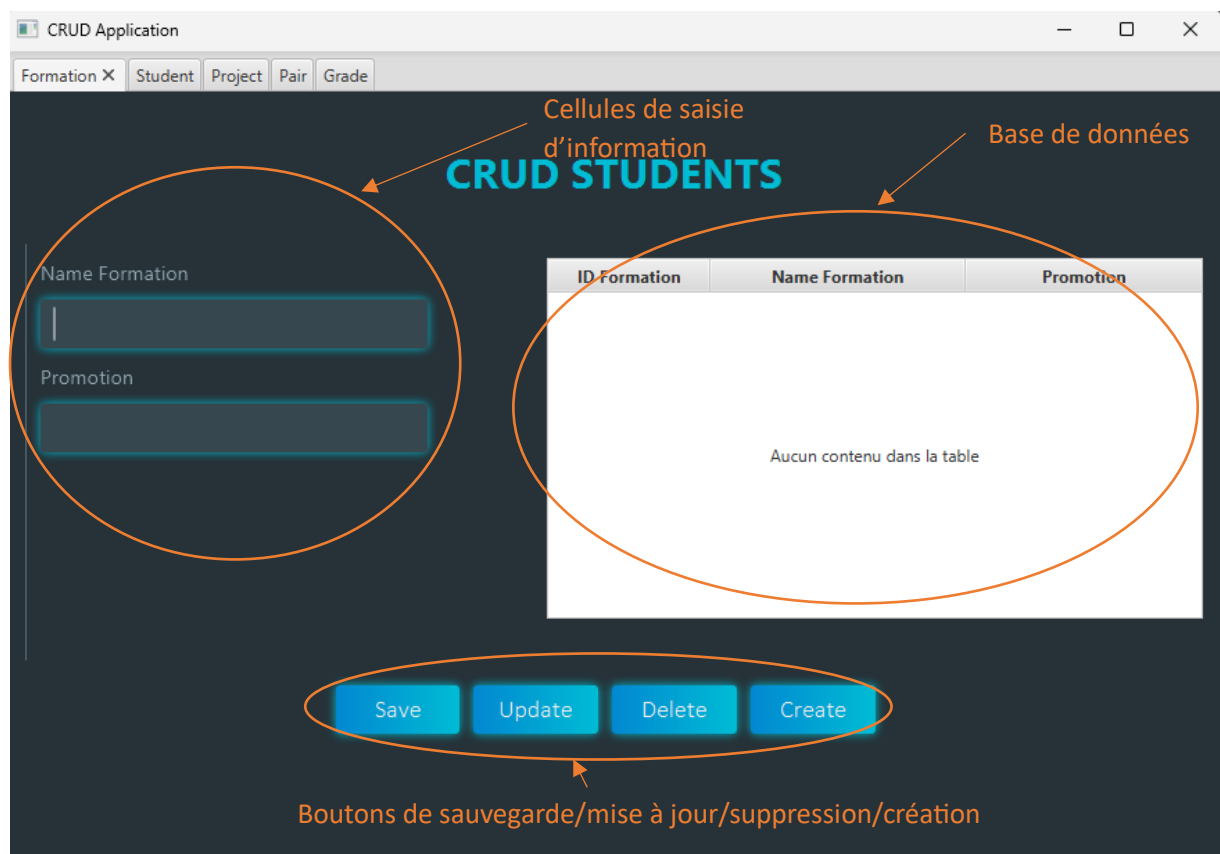 CRUD Application
Formation Student Project Pair Grade
Cellules de saisie
d'information
Base de données
CRUD STUDENTS
Name Formation
Promotion
ID Formation Name Formation Promotion
Aucun contenu dans la table
Save Update Delete Create
Boutons de sauvegarde/mise à jour/suppression/création